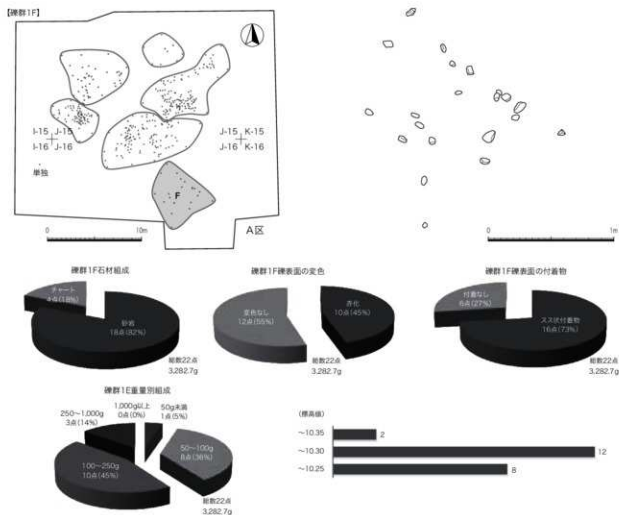 【礫群1F】
I-15 J-15
I-16 J-16
J-15 K-15
J-16 K-16
単独
F
A区
0 10m
0 1m
礫群1F石材組成
チャート
4点(18%)
砂岩
18点(82%)
総数22点
3,282.7g
礫群1F礫表面の変色
変色なし
12点(55%)
赤化
10点(45%)
総数22点
3,282.7g
礫群1F礫表面の付着物
付着なし
6点(27%)
スス状付着物
16点(73%)
総数22点
3,282.7g
礫群1E重量別組成
1,000g以上
0点(0%)
50g未満
1点(5%)
250～1,000g
3点(14%)
50～100g
8点(36%)
100～250g
10点(45%)
総数22点
3,282.7g
(標高値)
～10.35 2
～10.30 12
～10.25 8